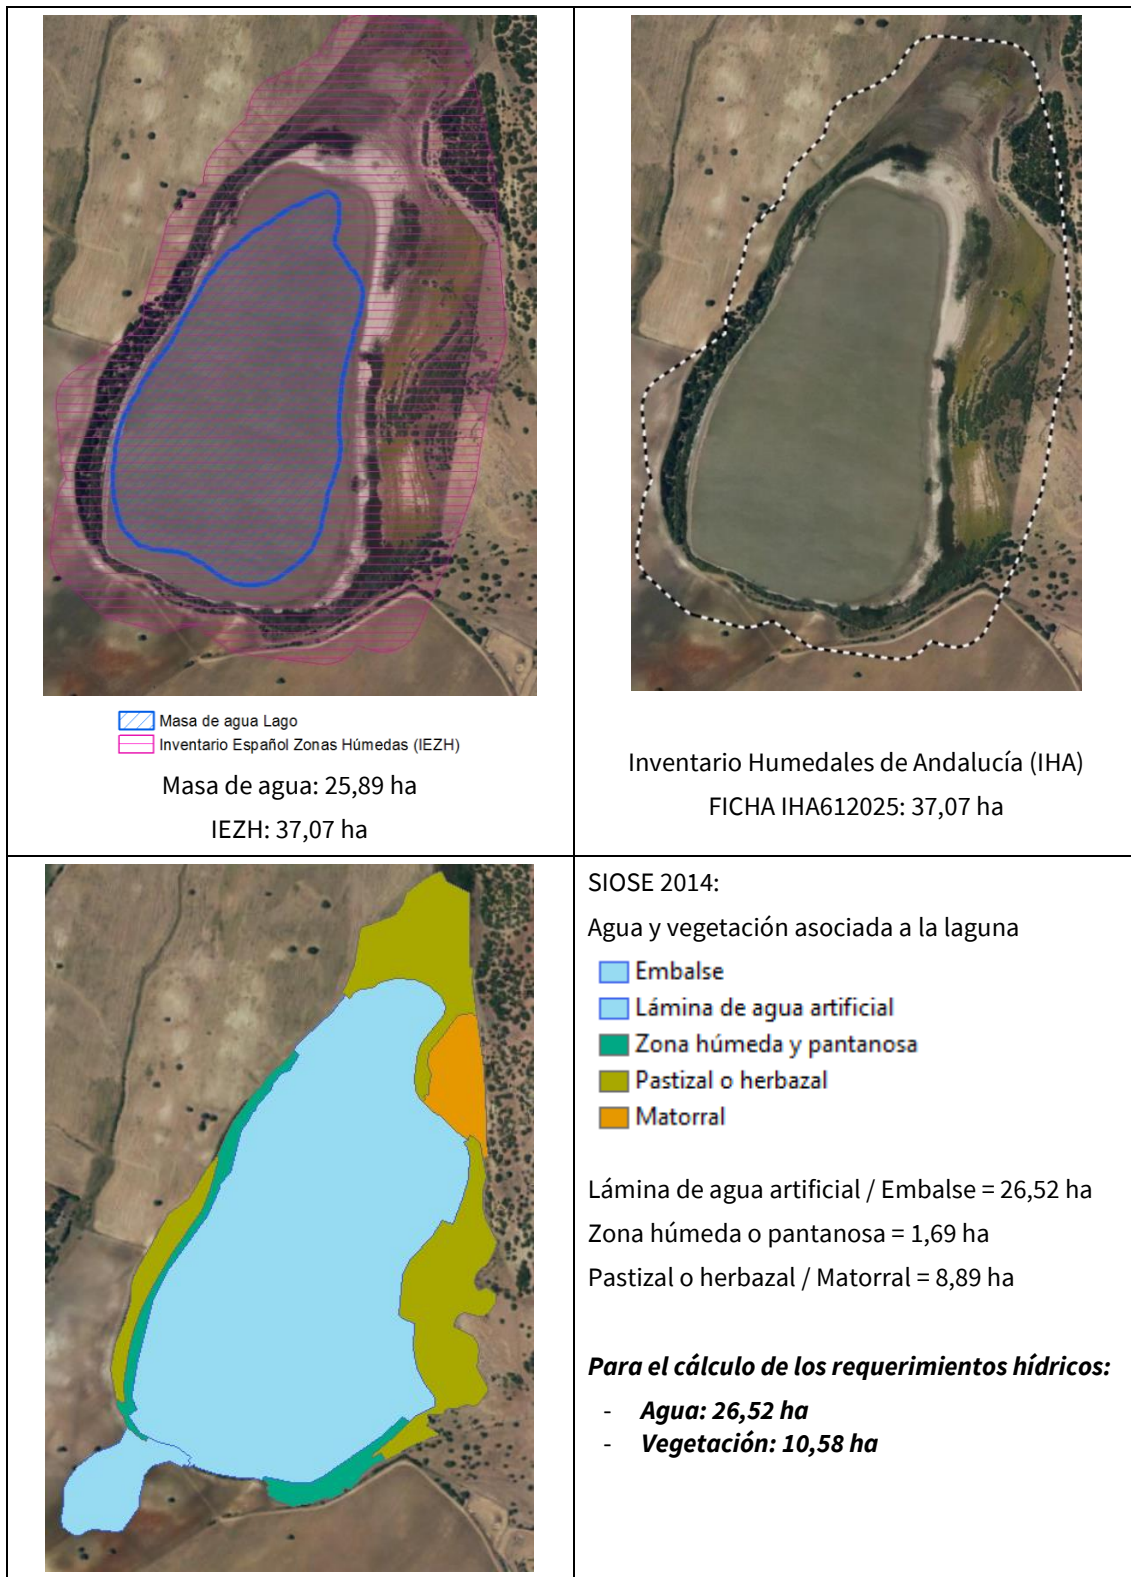 Masa de agua Lago
Inventario Español Zonas Húmedas (IEZH)
Masa de agua: 25,89 ha
IEZH: 37,07 ha
Inventario Humedales de Andalucía (IHA)
FICHA IHA612025: 37,07 ha
SIOSE 2014:
Agua y vegetación asociada a la laguna
Embalse
Lámina de agua artificial
Zona húmeda y pantanosa
Pastizal o herbazal
Matorral
Lámina de agua artificial / Embalse = 26,52 ha
Zona húmeda o pantanosa = 1,69 ha
Pastizal o herbazal / Matorral = 8,89 ha
Para el cálculo de los requerimientos hídricos:
- Agua: 26,52 ha
- Vegetación: 10,58 ha